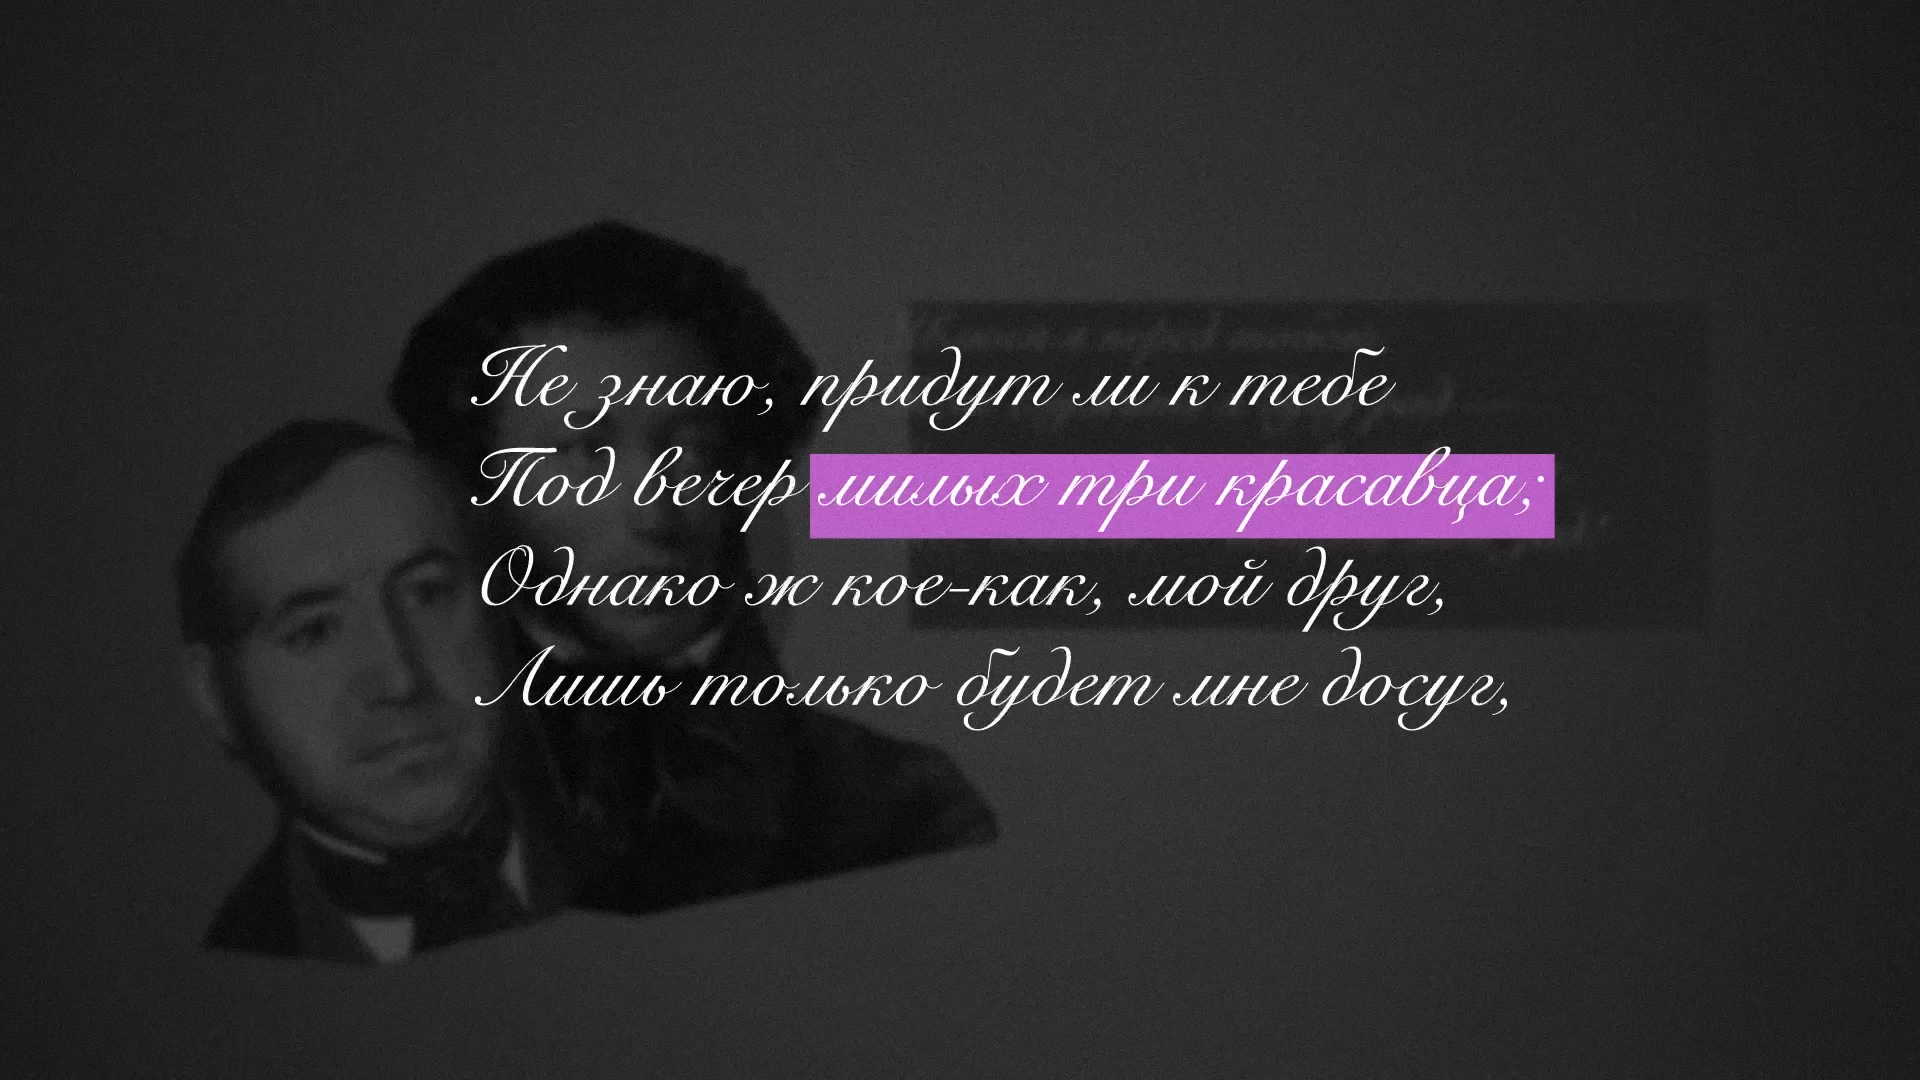 Не знаю, придут ли к тебе
Под вечер милых три красавца;
Однако ж кое-как, мой друг,
Лишь только будет мне досуг,